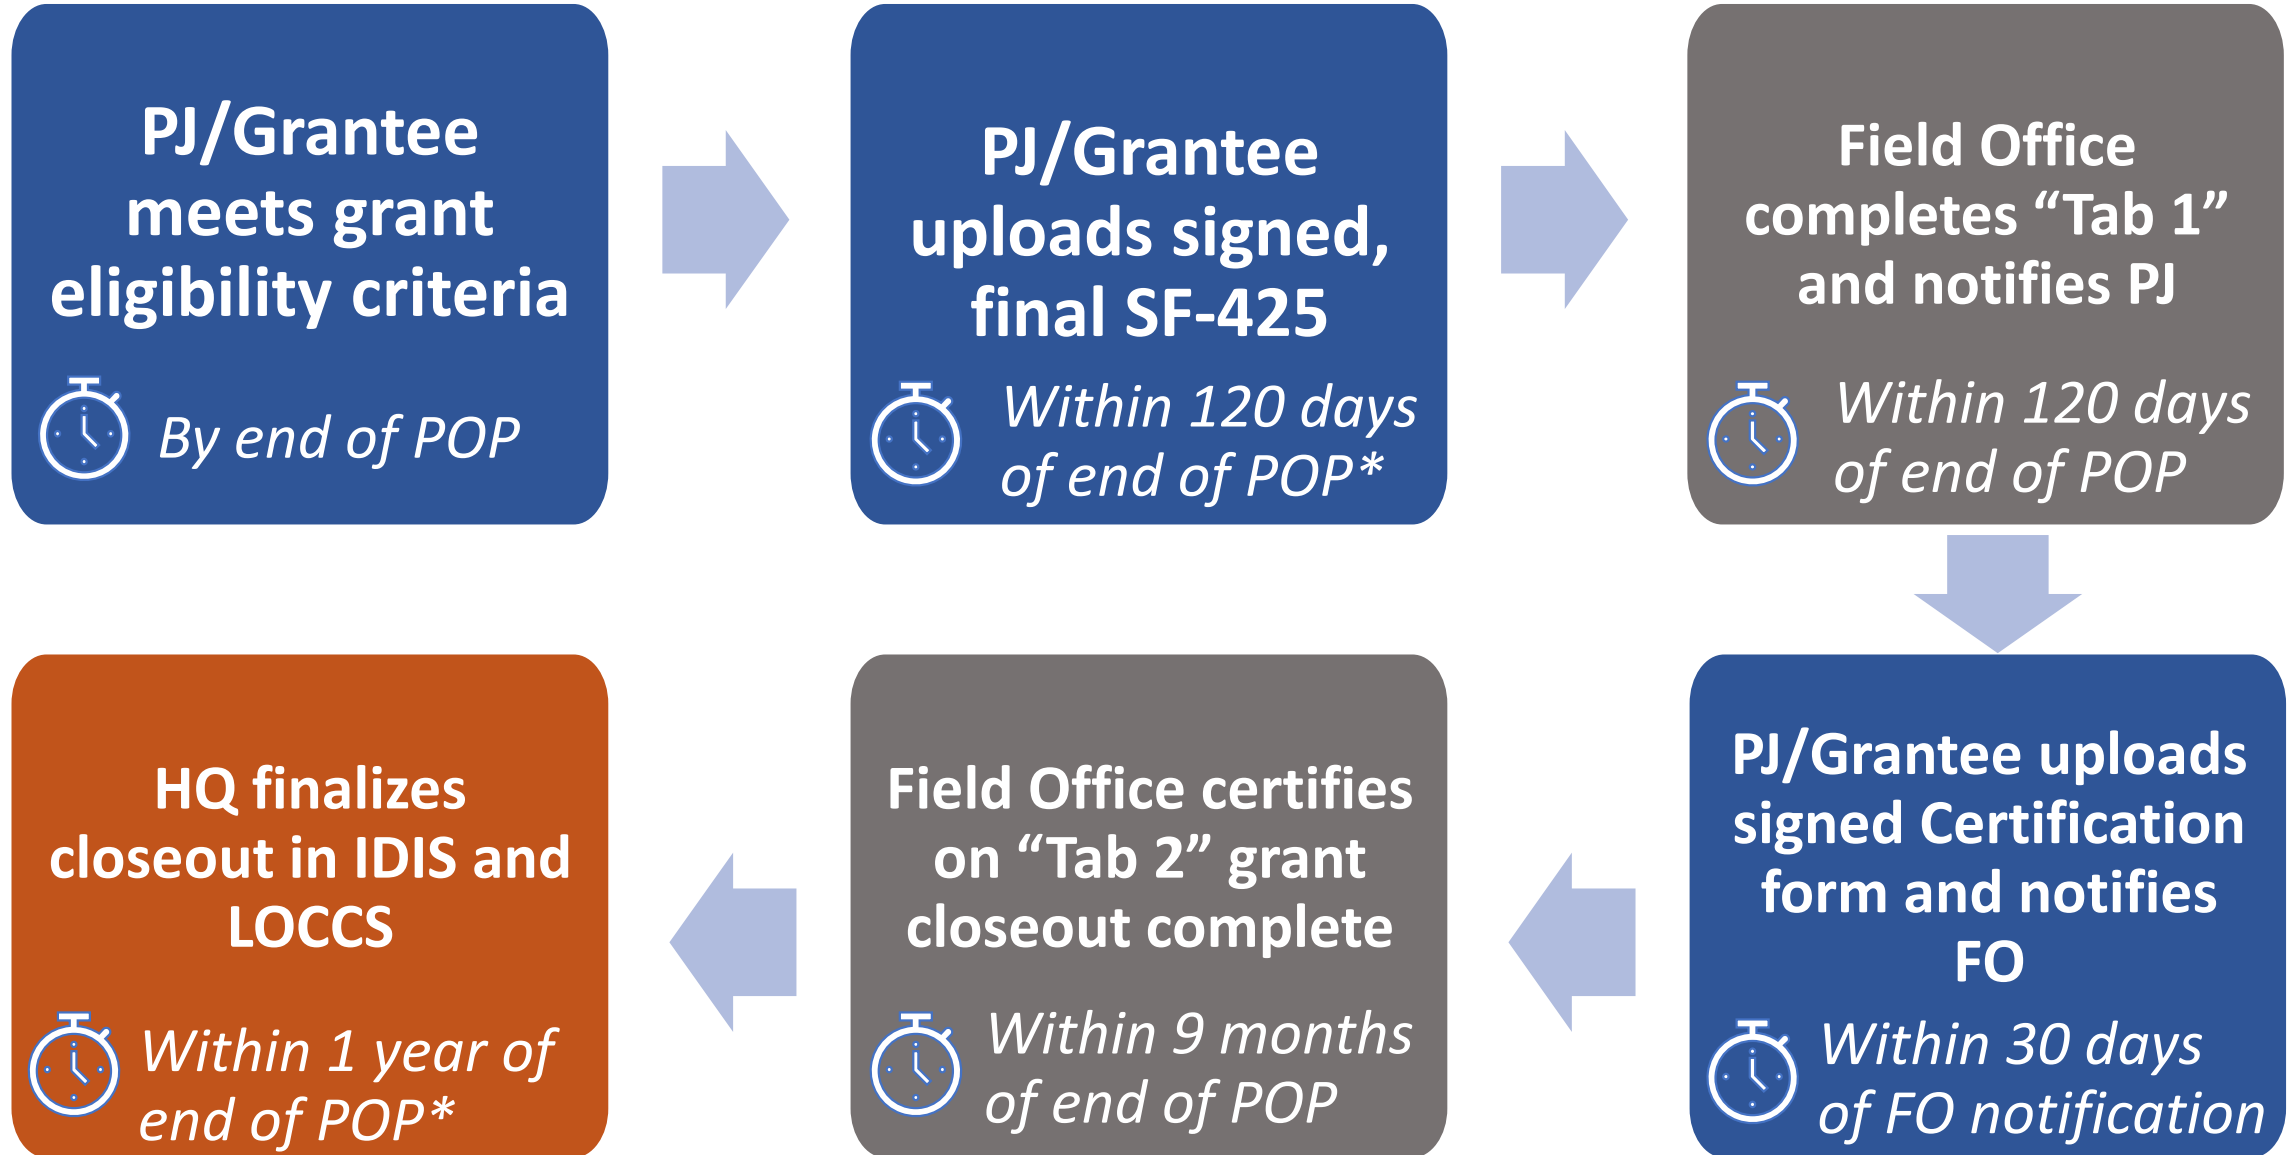 PJ/Grantee
meets grant
eligibility criteria
By end of POP
PJ/Grantee
uploads signed,
final SF-425
Within 120 days
of end of POP*
Field Office
completes “Tab 1”
and notifies PJ
Within 120 days
of end of POP
PJ/Grantee uploads
signed Certification
form and notifies
FO
Within 30 days
of FO notification
Field Office certifies
on “Tab 2” grant
closeout complete
Within 9 months
of end of POP
HQ finalizes
closeout in IDIS and
LOCCS
Within 1 year of
end of POP*